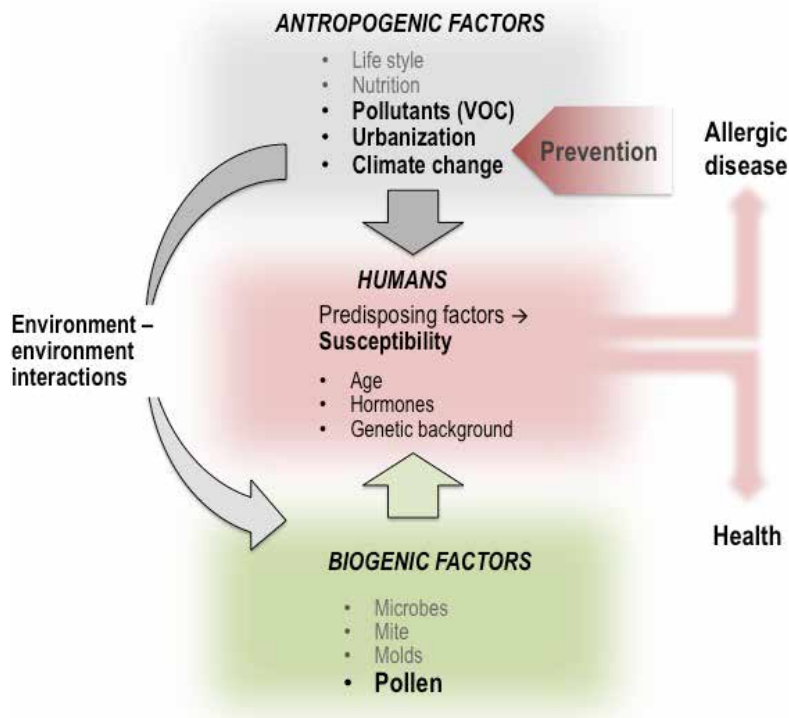 ANTROPOGENIC FACTORS
• Life style
• Nutrition
• Pollutants (VOC)
• Urbanization
• Climate change
Prevention
Allergic
disease
HUMANS
Predisposing factors →
Susceptibility
• Age
• Hormones
• Genetic background
Environment –
environment
interactions
Health
BIOGENIC FACTORS
• Microbes
• Mite
• Molds
• Pollen